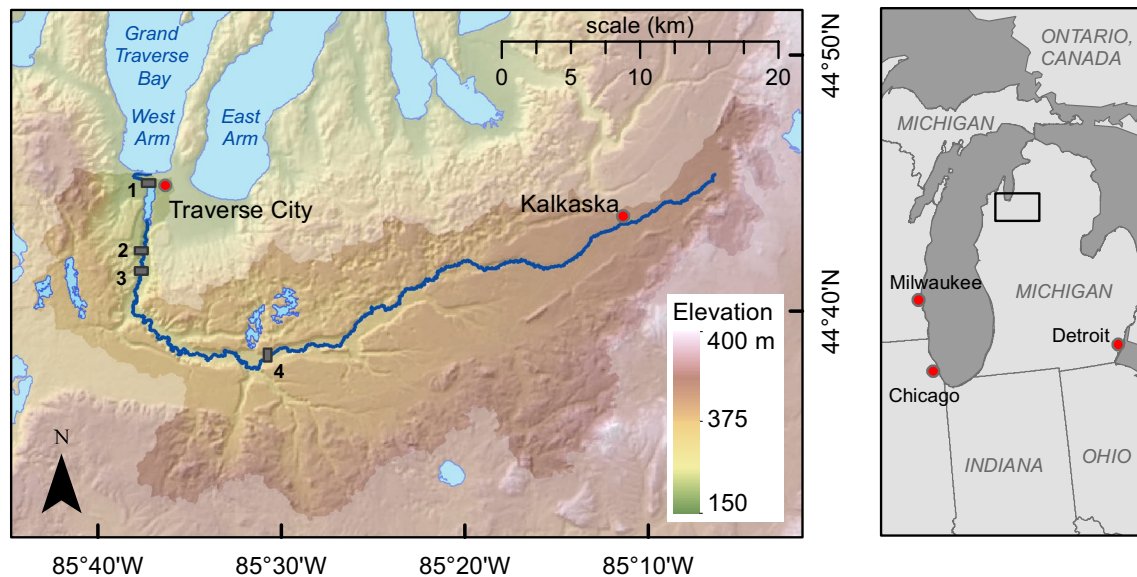 Grand
Traverse
Bay
West
Arm
East
Arm
scale (km)
0 5 10 20
44°50'N
1
Traverse City
Kalkaska
2
3
4
44°40'N
Elevation
400 m
375
150
N
85°40'W 85°30'W 85°20'W 85°10'W
ONTARIO,
CANADA
MICHIGAN
Milwaukee
MICHIGAN
Detroit
Chicago
INDIANA
OHIO